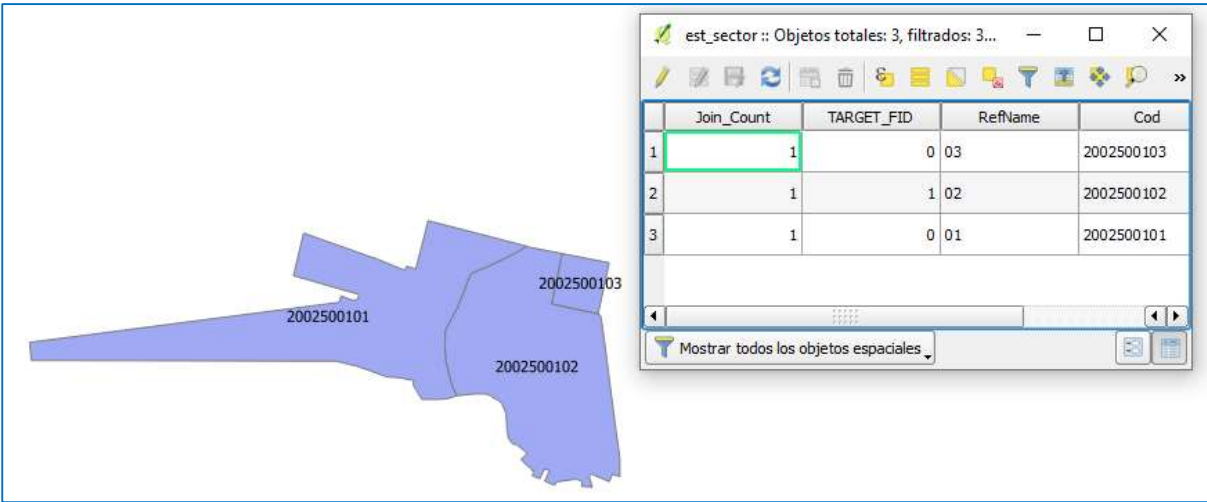 est_sector :: Objetos totales: 3, filtrados: 3...
»
Join_Count TARGET_FID RefName Cod
1 1 0 03 2002500103
2 1 1 02 2002500102
3 1 0 01 2002500101
Mostrar todos los objetos espaciales
2002500103
2002500101
2002500102